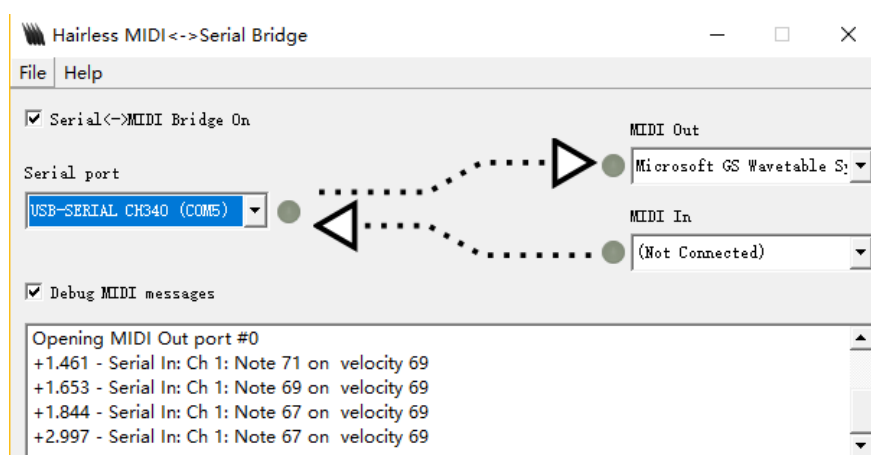 Hairless MIDI<->Serial Bridge
File Help
Serial<->MIDI Bridge On
MIDI Out
Serial port
Microsoft GS Wavetable Sy
USB-SERIAL CH340 (COM5)
MIDI In
(Not Connected)
Debug MIDI messages
Opening MIDI Out port #0
+1.461 - Serial In: Ch 1: Note 71 on velocity 69
+1.653 - Serial In: Ch 1: Note 69 on velocity 69
+1.844 - Serial In: Ch 1: Note 67 on velocity 69
+2.997 - Serial In: Ch 1: Note 67 on velocity 69